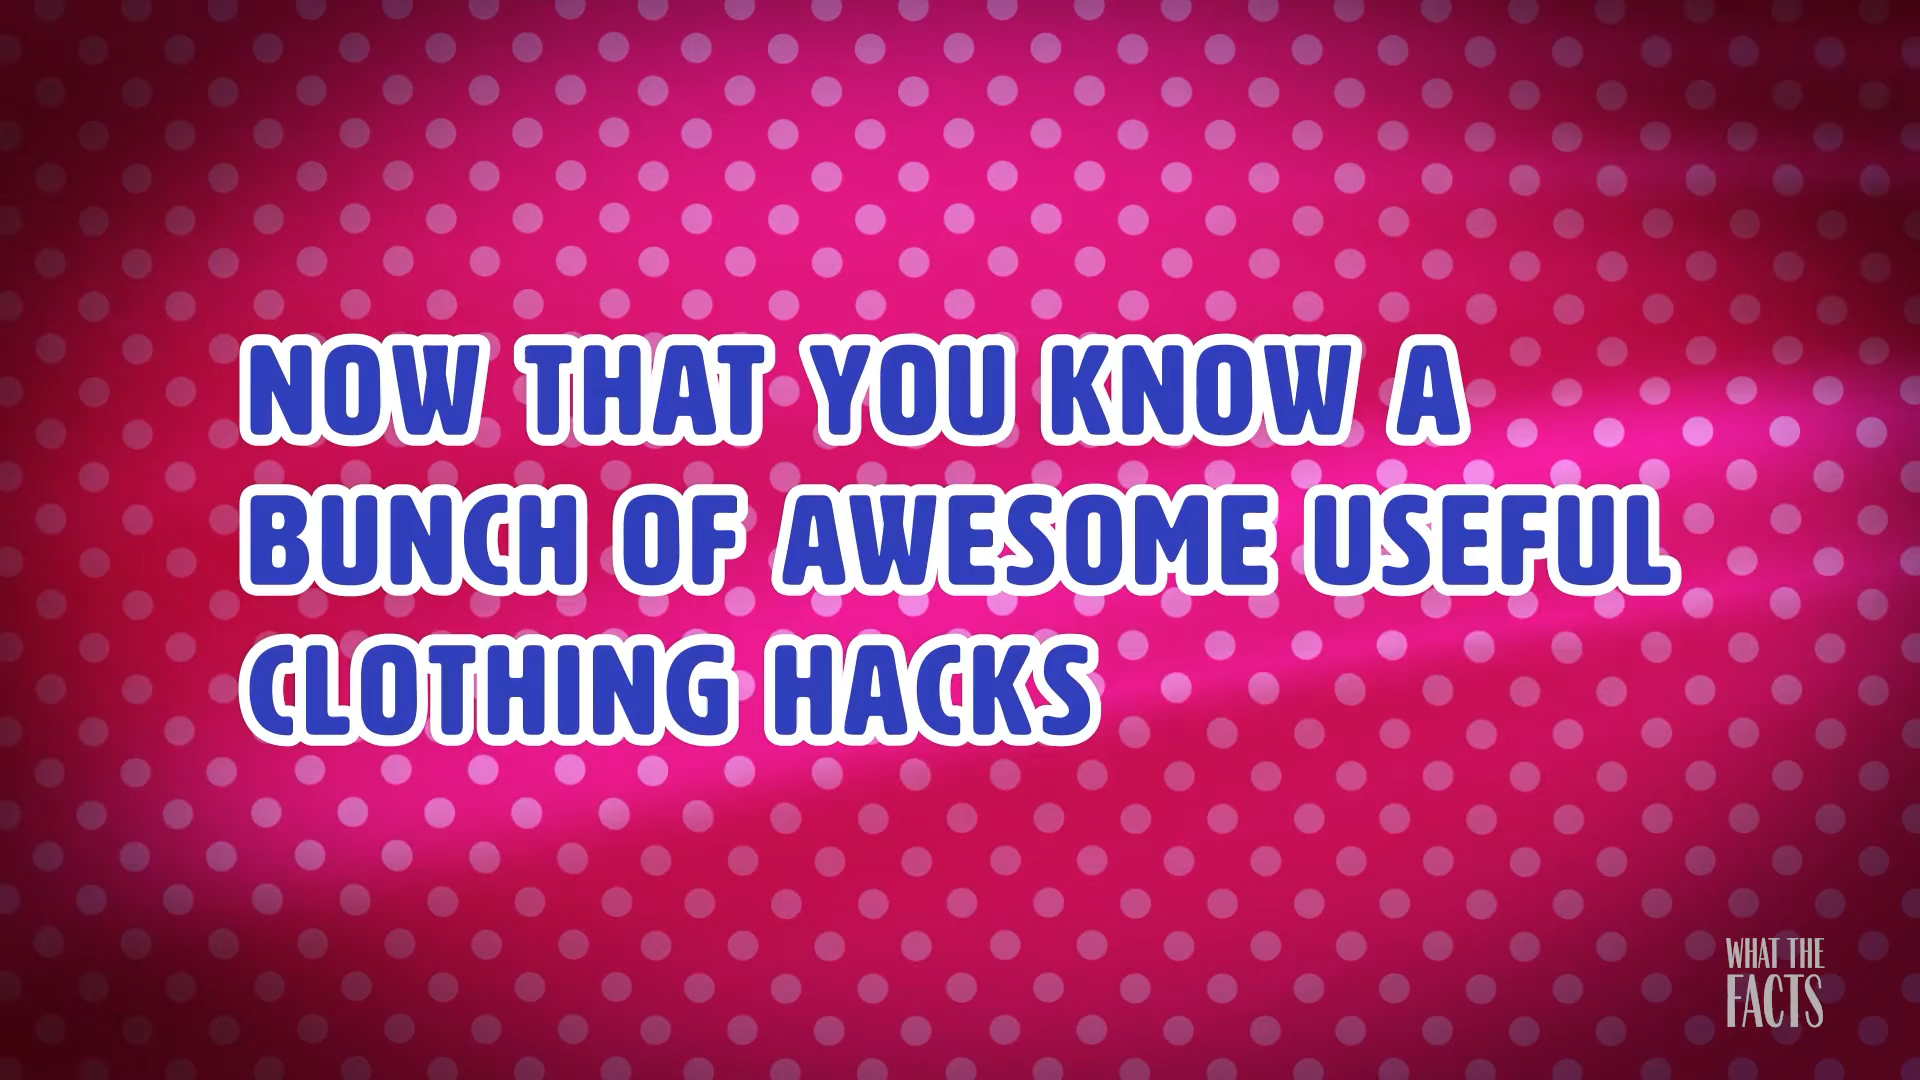 NOW THAT YOU KNOW A
BUNCH OF AWESOME USEFUL
CLOTHING HACKS
WHAT THE
FACTS